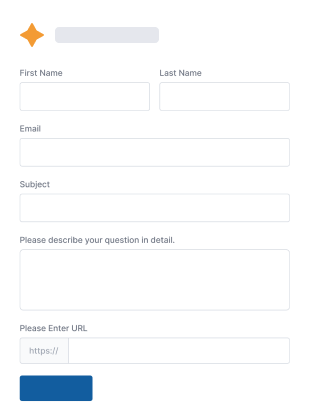 First Name
Last Name
Email
Subject
Please describe your question in detail.
Please Enter URL
https://